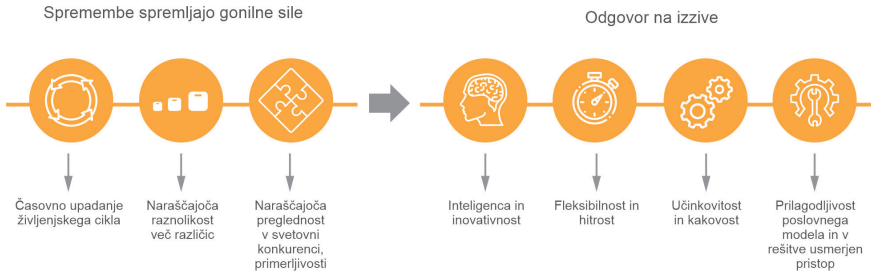 Spremembe spremljajo gonilne sile
Odgovor na izzive
Časovno upadanje
življenjskega cikla
Naraščajoča
raznolikost
več različic
Naraščajoča
preglednost
v svetovni
konkurenci,
primerljivosti
Inteligenca in
inovativnost
Fleksibilnost in
hitrost
Učinkovitost
in kakovost
Prilagodljivost
poslovnega
modela in v
rešitve usmerjen
pristop